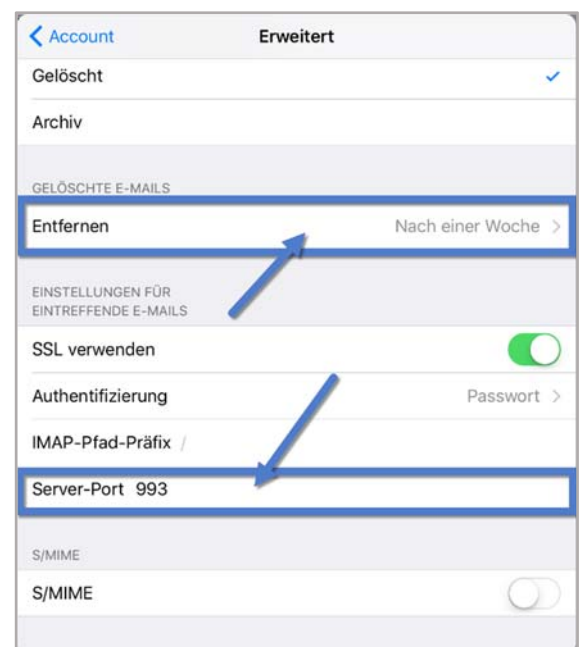 Account Erweitert
Gelöscht
Archiv
GELÖSCHTE E-MAILS
Entfernen Nach einer Woche
EINSTELLUNGEN FÜR
EINTREFFENDE E-MAILS
SSL verwenden
Authentifizierung Passwort
IMAP-Pfad-Präfix /
Server-Port 993
S/MIME
S/MIME